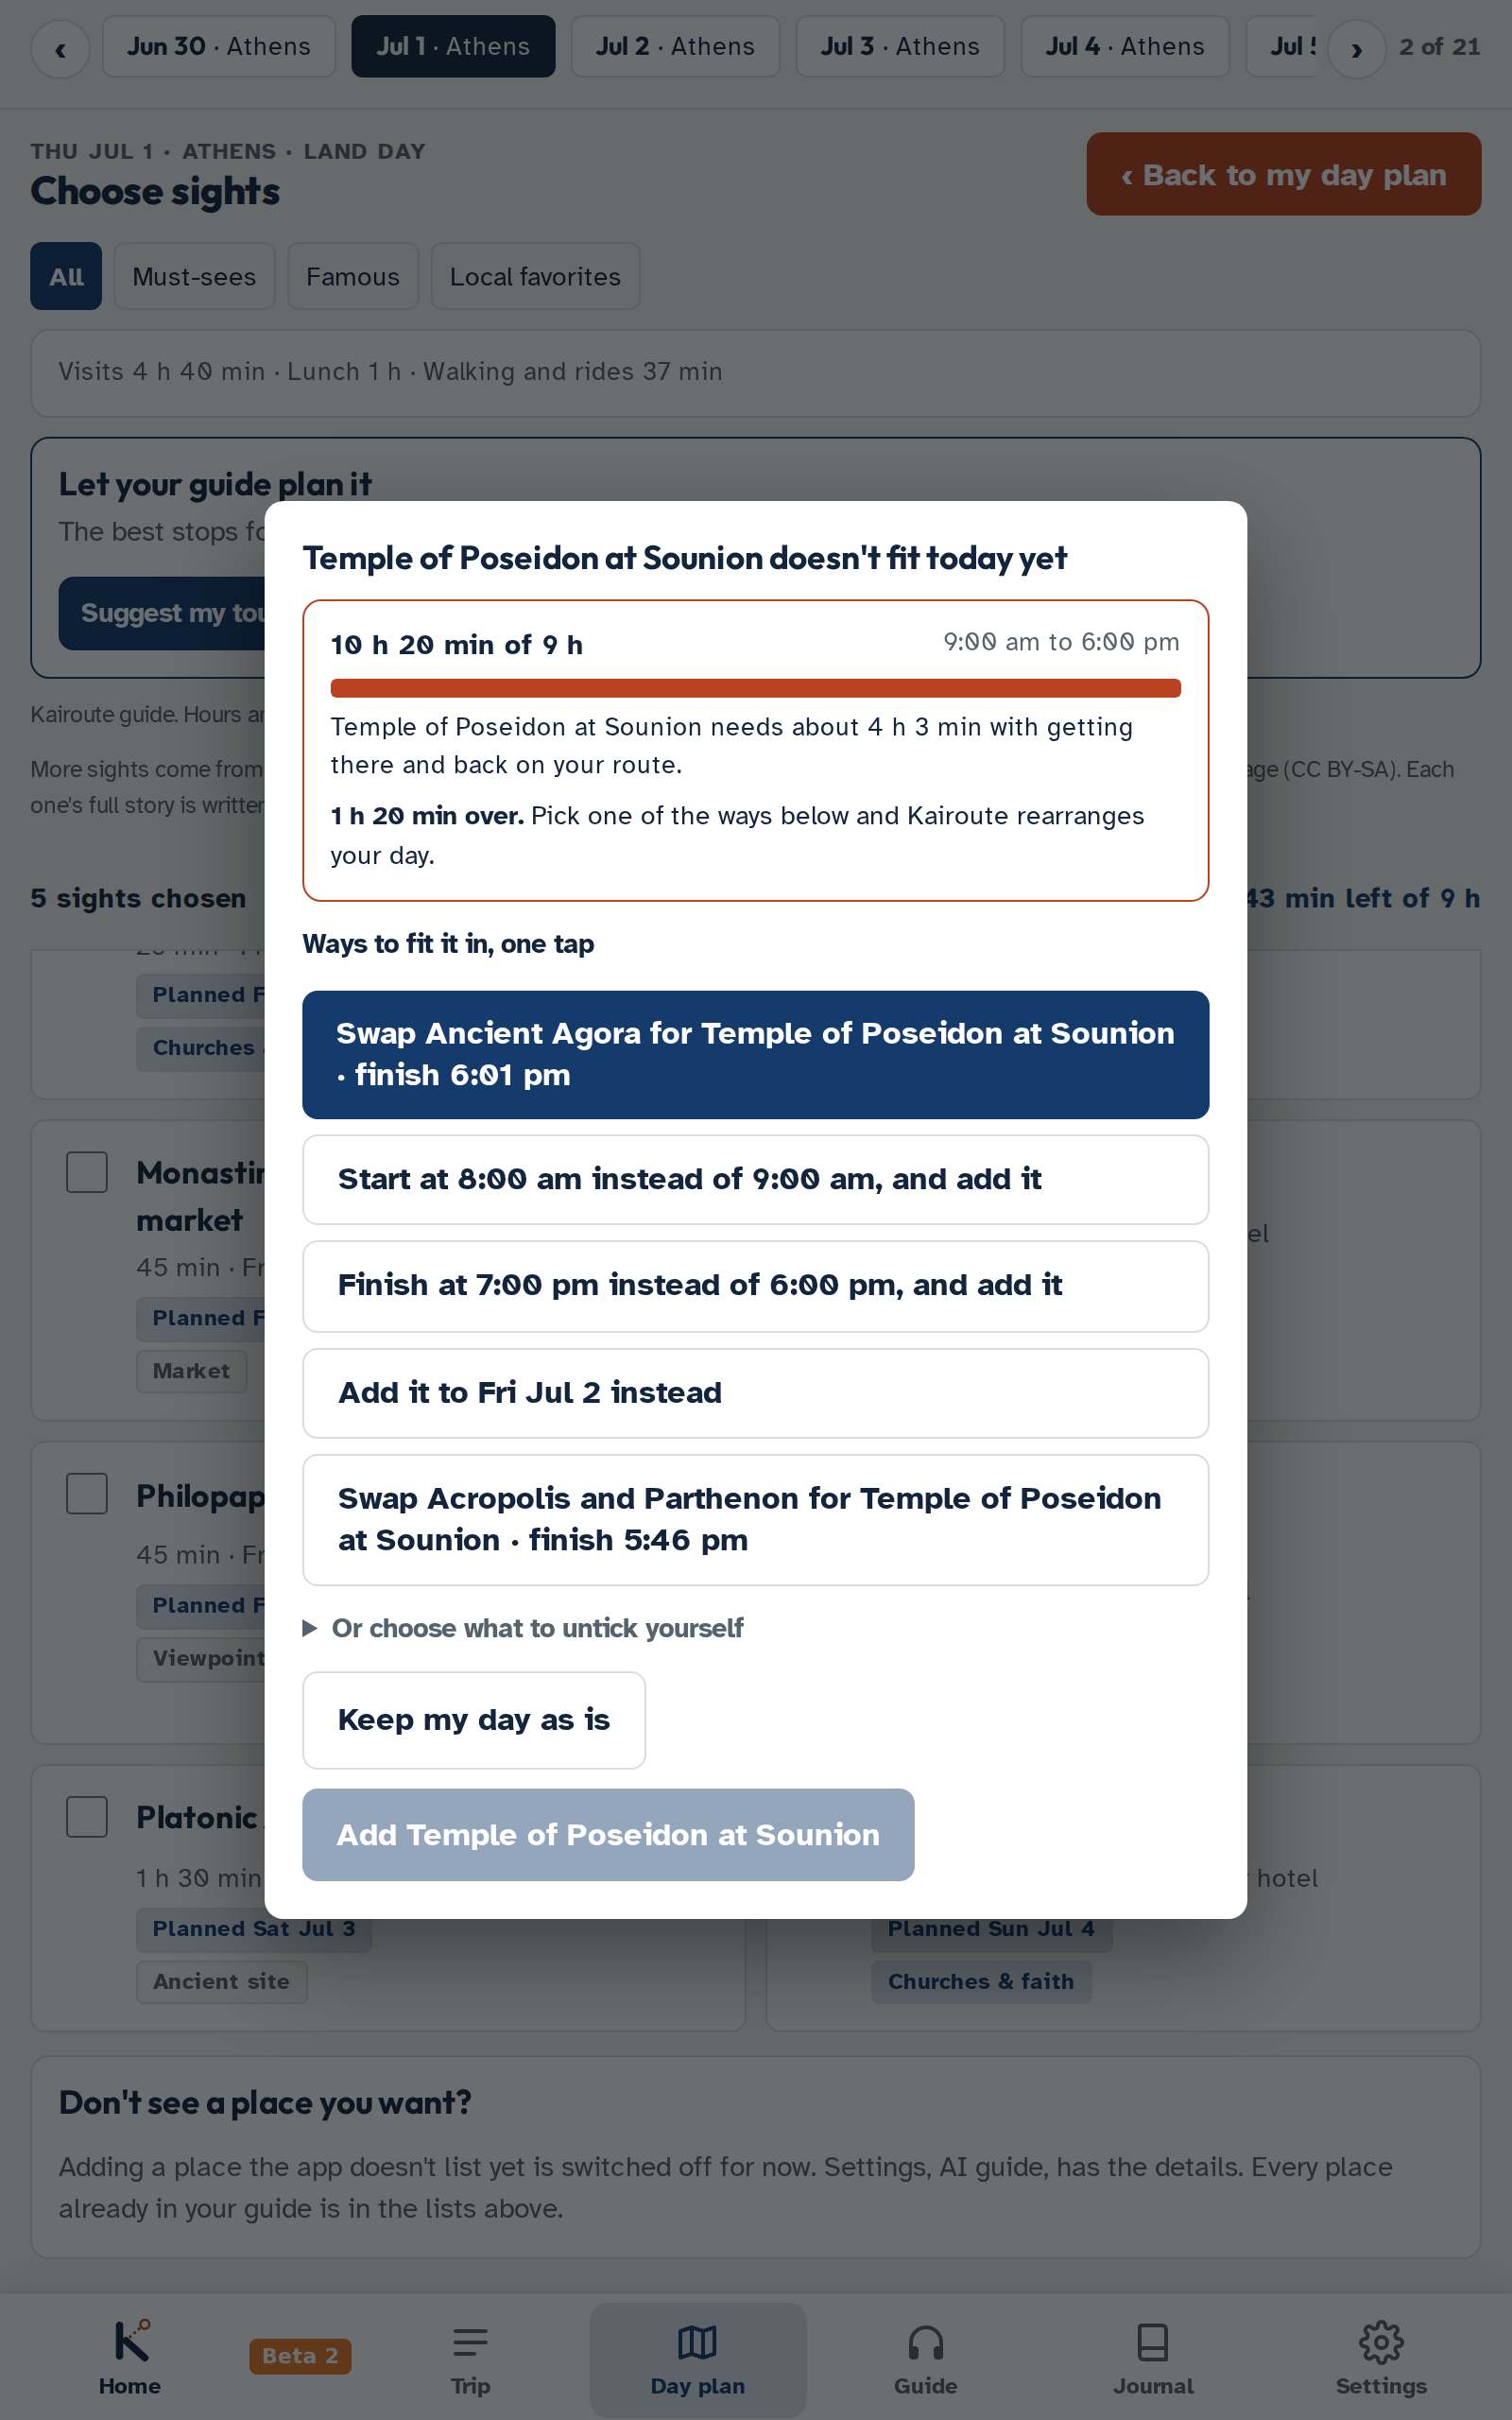 ‹
Jun 30 · Athens
Jul 1 · Athens
Jul 2 · Athens
Jul 3 · Athens
Jul 4 · Athens
Jul
›
2 of 21
THU JUL 1 · ATHENS · LAND DAY
Choose sights
‹ Back to my day plan
All
Must-sees
Famous
Local favorites
Visits 4 h 40 min · Lunch 1 h · Walking and rides 37 min
Let your guide plan it
The best stops
Suggest my
Kairoute guide. Hours
More sights come from
(CC BY-SA). Each
one's full story is written
5 sights chosen
43 min left of 9 h
Temple of Poseidon at Sounion doesn't fit today yet
10 h 20 min of 9 h
9:00 am to 6:00 pm
Temple of Poseidon at Sounion needs about 4 h 3 min with getting
there and back on your route.
1 h 20 min over. Pick one of the ways below and Kairoute rearranges
your day.
Ways to fit it in, one tap
Swap Ancient Agora for Temple of Poseidon at Sounion
· finish 6:01 pm
Start at 8:00 am instead of 9:00 am, and add it
Finish at 7:00 pm instead of 6:00 pm, and add it
Add it to Fri Jul 2 instead
Swap Acropolis and Parthenon for Temple of Poseidon
at Sounion · finish 5:46 pm
Or choose what to untick yourself
Keep my day as is
Add Temple of Poseidon at Sounion
Planned
Churches
market
45 min ·
Planned
Market
45 min ·
Planned
Viewpoint
Platonic
1 h 30 min
hotel
Planned Sat Jul 3
Ancient site
Planned Sun Jul 4
Churches & faith
Don't see a place you want?
Adding a place the app doesn't list yet is switched off for now. Settings, AI guide, has the details. Every place
already in your guide is in the lists above.
Home
Beta 2
Trip
Day plan
Guide
Journal
Settings